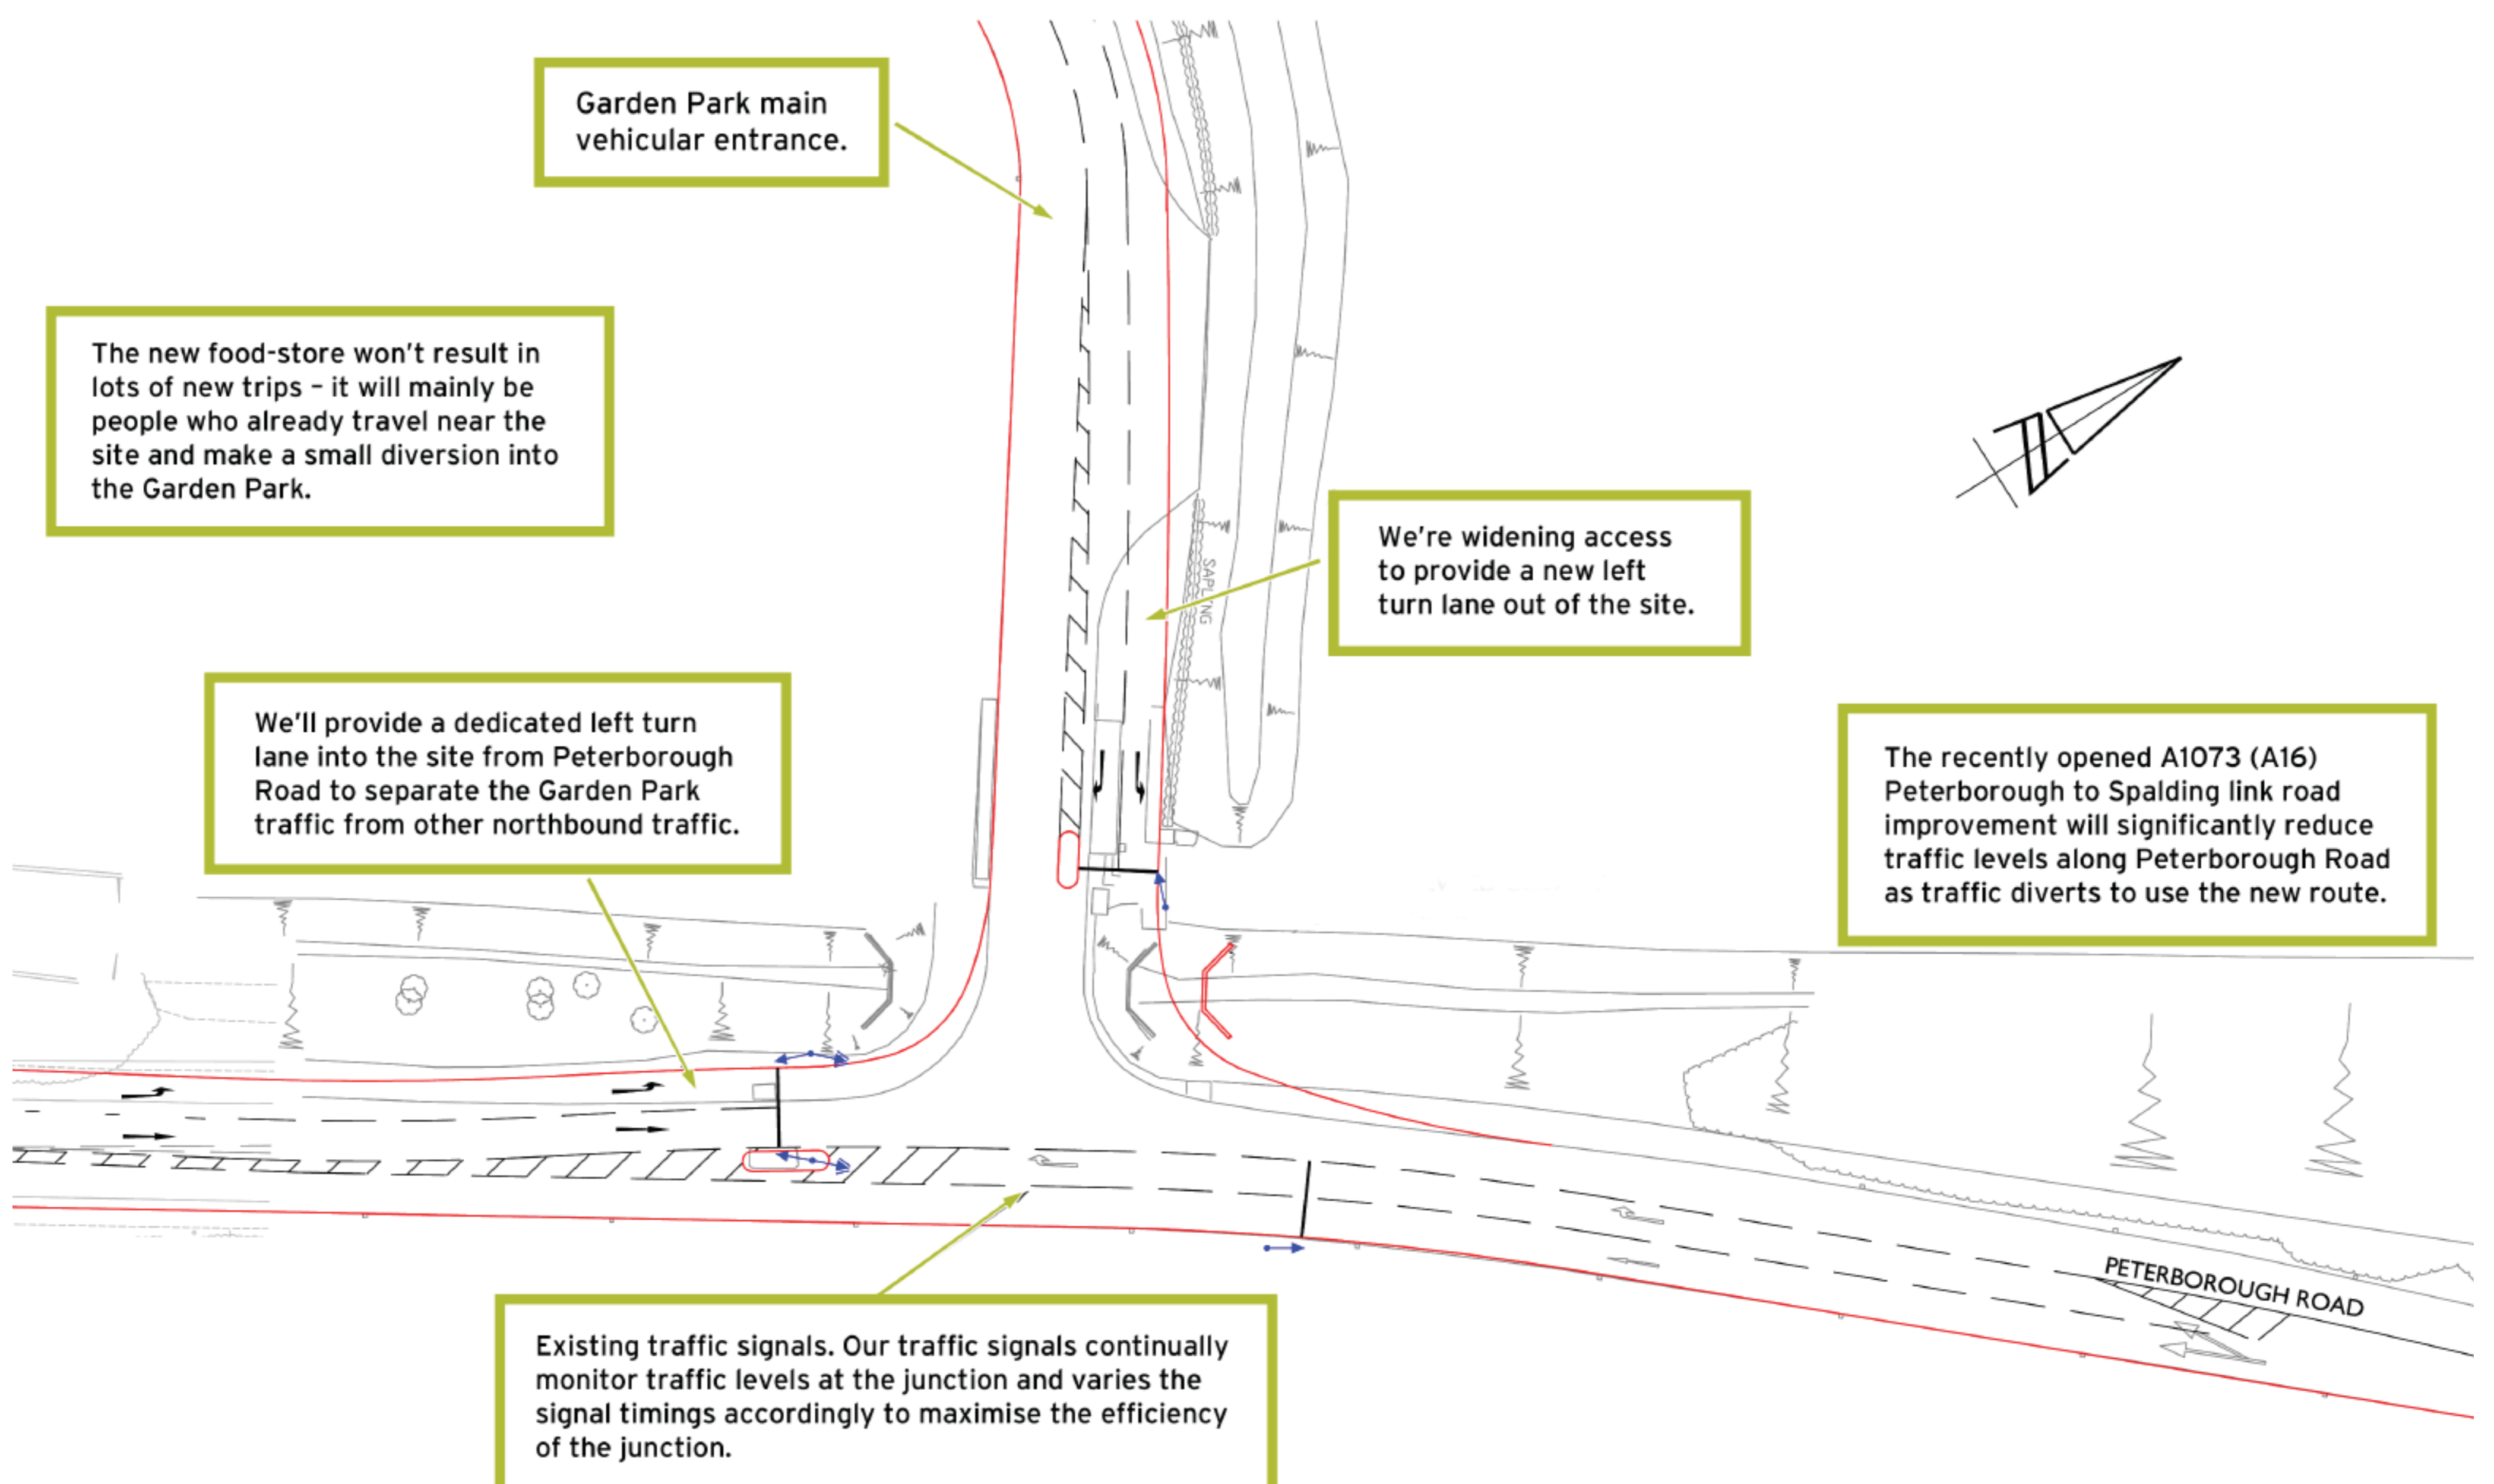 Garden Park main
vehicular entrance.
The new food-store won't result in
lots of new trips – it will mainly be
people who already travel near the
site and make a small diversion into
the Garden Park.
We're widening access
to provide a new left
turn lane out of the site.
SAPLING
We'll provide a dedicated left turn
lane into the site from Peterborough
Road to separate the Garden Park
traffic from other northbound traffic.
The recently opened A1073 (A16)
Peterborough to Spalding link road
improvement will significantly reduce
traffic levels along Peterborough Road
as traffic diverts to use the new route.
PETERBOROUGH ROAD
Existing traffic signals. Our traffic signals continually
monitor traffic levels at the junction and varies the
signal timings accordingly to maximise the efficiency
of the junction.